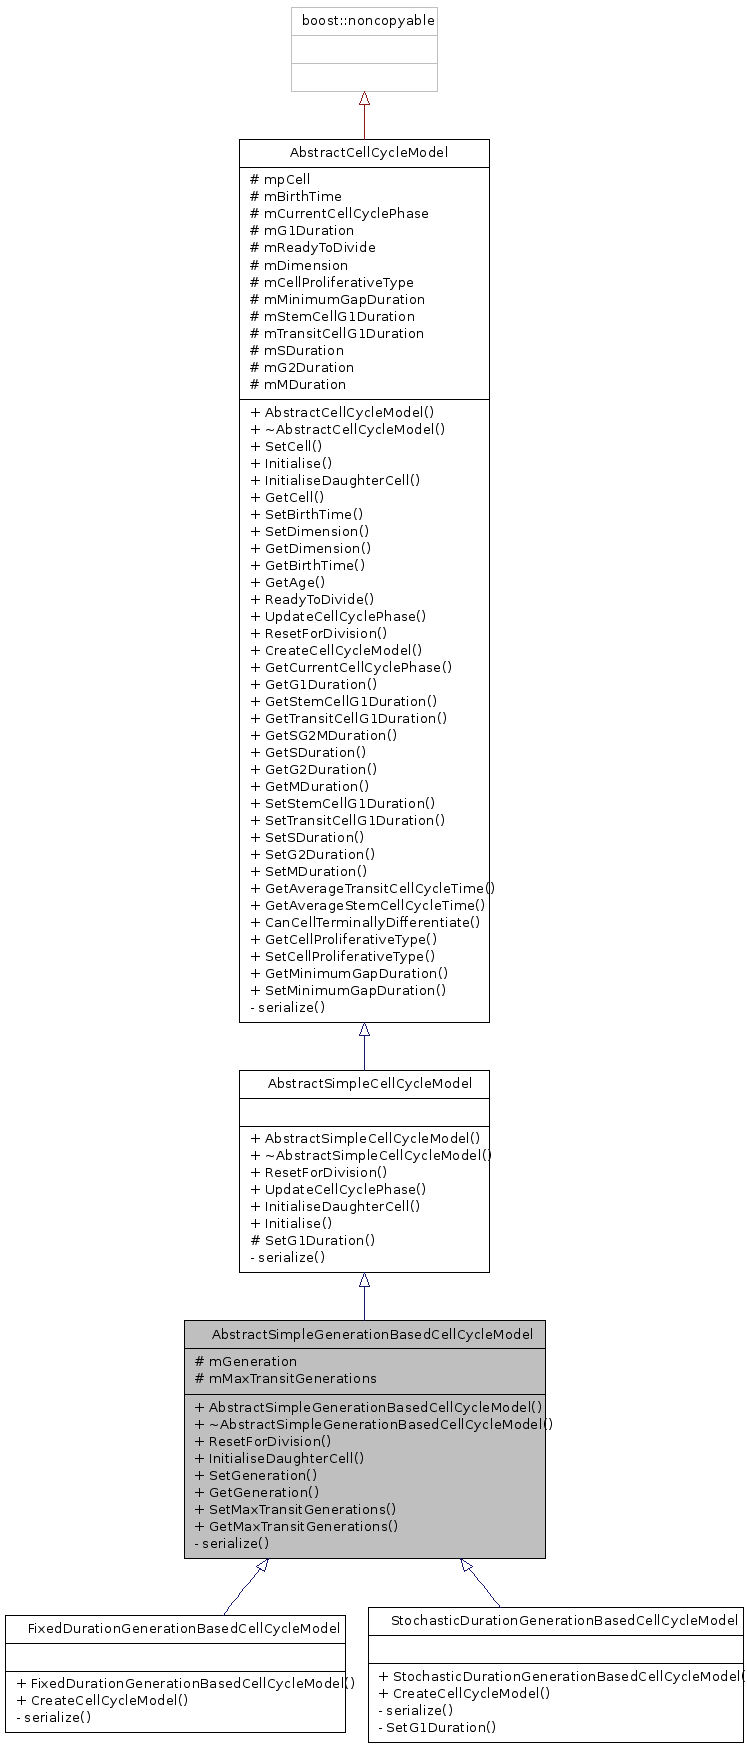 boost::noncopyable
AbstractCellCycleModel
# mpCell
# mBirthTime
# mCurrentCellCyclePhase
# mG1Duration
# mReadyToDivide
# mDimension
# mCellProliferativeType
# mMinimumGapDuration
# mStemCellG1Duration
# mTransitCellG1Duration
# mSDuration
# mG2Duration
# mMDuration
+ AbstractCellCycleModel()
+ ~AbstractCellCycleModel()
+ SetCell()
+ Initialise()
+ InitialiseDaughterCell()
+ GetCell()
+ SetBirthTime()
+ SetDimension()
+ GetDimension()
+ GetBirthTime()
+ GetAge()
+ ReadyToDivide()
+ UpdateCellCyclePhase()
+ ResetForDivision()
+ CreateCellCycleModel()
+ GetCurrentCellCyclePhase()
+ GetG1Duration()
+ GetStemCellG1Duration()
+ GetTransitCellG1Duration()
+ GetSG2MDuration()
+ GetSDuration()
+ GetG2Duration()
+ GetMDuration()
+ SetStemCellG1Duration()
+ SetTransitCellG1Duration()
+ SetSDuration()
+ SetG2Duration()
+ SetMDuration()
+ GetAverageTransitCellCycleTime()
+ GetAverageStemCellCycleTime()
+ CanCellTerminallyDifferentiate()
+ GetCellProliferativeType()
+ SetCellProliferativeType()
+ GetMinimumGapDuration()
+ SetMinimumGapDuration()
- serialize()
AbstractSimpleCellCycleModel
+ AbstractSimpleCellCycleModel()
+ ~AbstractSimpleCellCycleModel()
+ ResetForDivision()
+ UpdateCellCyclePhase()
+ InitialiseDaughterCell()
+ Initialise()
# SetG1Duration()
- serialize()
AbstractSimpleGenerationBasedCellCycleModel
# mGeneration
# mMaxTransitGenerations
+ AbstractSimpleGenerationBasedCellCycleModel()
+ ~AbstractSimpleGenerationBasedCellCycleModel()
+ ResetForDivision()
+ InitialiseDaughterCell()
+ SetGeneration()
+ GetGeneration()
+ SetMaxTransitGenerations()
+ GetMaxTransitGenerations()
- serialize()
FixedDurationGenerationBasedCellCycleModel
+ FixedDurationGenerationBasedCellCycleModel()
+ CreateCellCycleModel()
- serialize()
StochasticDurationGenerationBasedCellCycleModel
+ StochasticDurationGenerationBasedCellCycleModel(
+ CreateCellCycleModel()
- serialize()
- SetG1Duration()